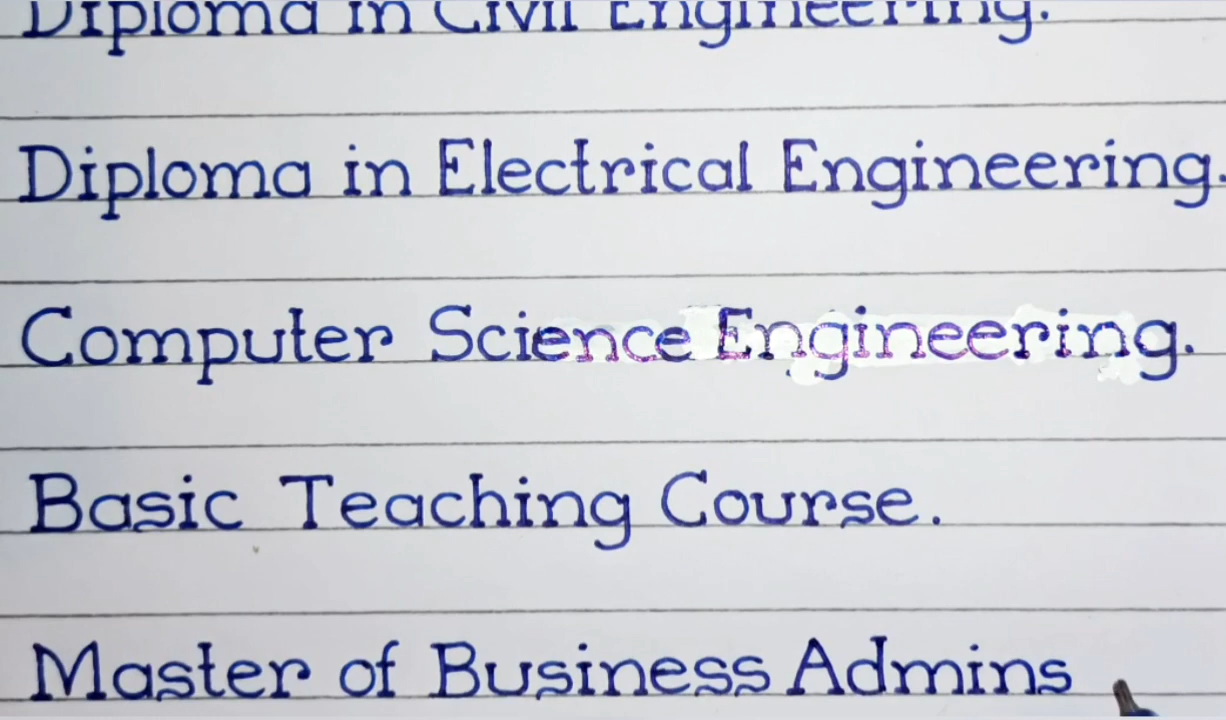 Diploma in Civil Engineering.
Diploma in Electrical Engineering.
Computer Science Engineering.
Basic Teaching Course.
Master of Business Admins